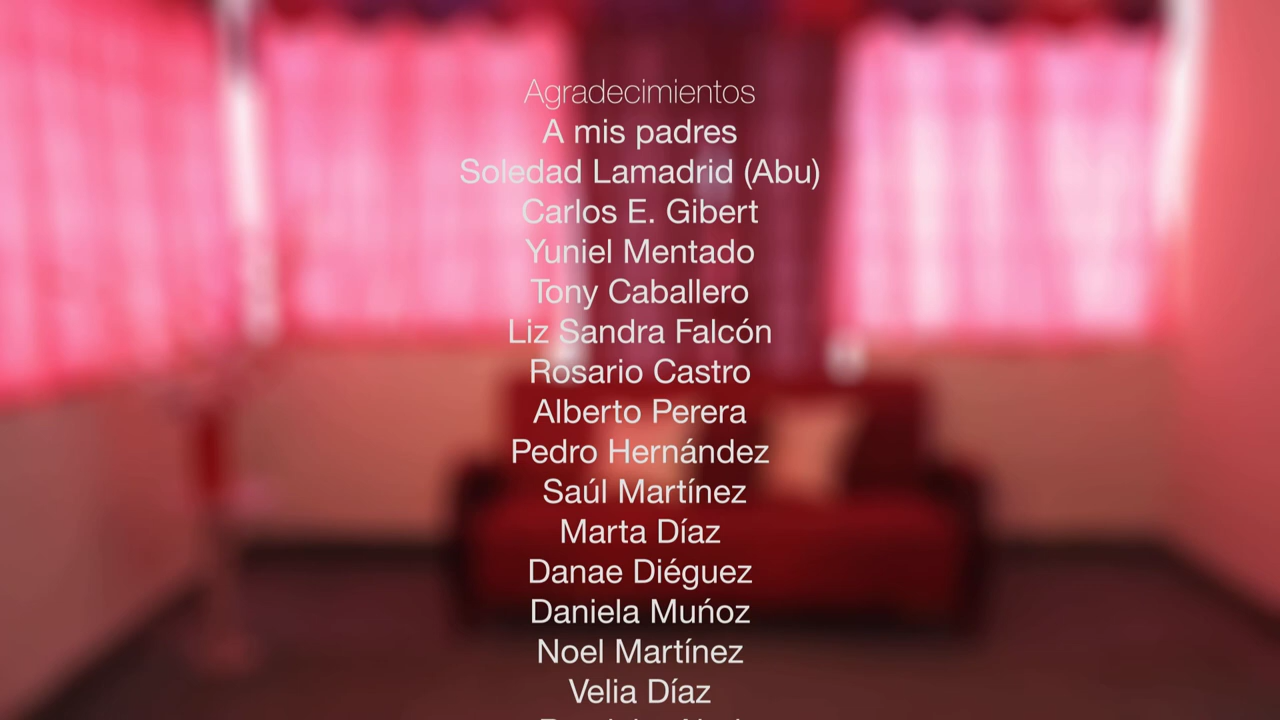 Agradecimientos
A mis padres
Soledad Lamadrid (Abu)
Carlos E. Gibert
Yuniel Mentado
Tony Caballero
Liz Sandra Falcón
Rosario Castro
Alberto Perera
Pedro Hernández
Saúl Martínez
Marta Díaz
Danae Diéguez
Daniela Muńoz
Noel Martínez
Velia Díaz